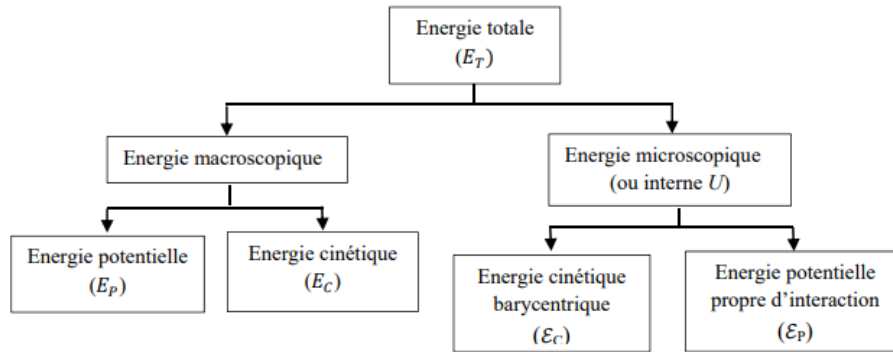 Energie totale
(E_T)
Energie macroscopique
Energie microscopique
(ou interne U)
Energie potentielle
(E_P)
Energie cinétique
(E_C)
Energie cinétique
barycentrique
(ℰ_C)
Energie potentielle
propre d’interaction
(ℰ_P)